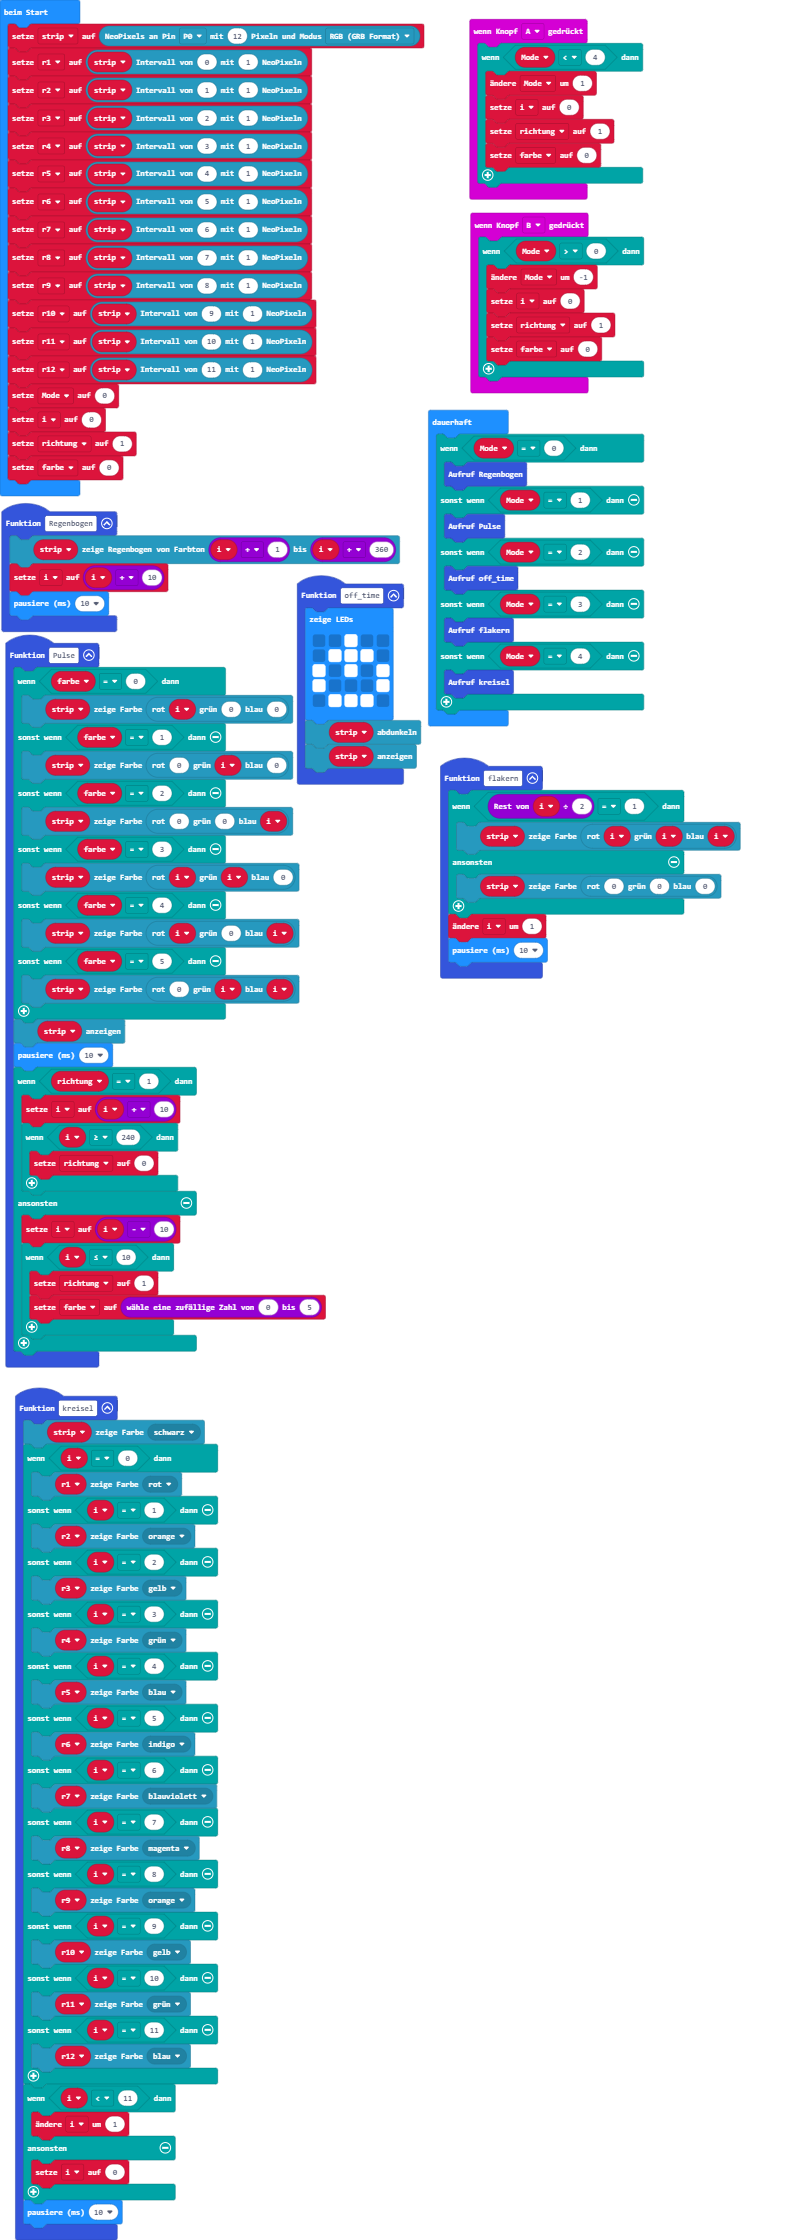 beim Start
setze strip auf NeoPixels an Pin P0 mit 12 Pixeln und Modus RGB (GRB Format)
setze r1 auf strip Intervall von 0 mit 1 NeoPixeln
setze r2 auf strip Intervall von 1 mit 1 NeoPixeln
setze r3 auf strip Intervall von 2 mit 1 NeoPixeln
setze r4 auf strip Intervall von 3 mit 1 NeoPixeln
setze r5 auf strip Intervall von 4 mit 1 NeoPixeln
setze r6 auf strip Intervall von 5 mit 1 NeoPixeln
setze r7 auf strip Intervall von 6 mit 1 NeoPixeln
setze r8 auf strip Intervall von 7 mit 1 NeoPixeln
setze r9 auf strip Intervall von 8 mit 1 NeoPixeln
setze r10 auf strip Intervall von 9 mit 1 NeoPixeln
setze r11 auf strip Intervall von 10 mit 1 NeoPixeln
setze r12 auf strip Intervall von 11 mit 1 NeoPixeln
setze Mode auf 0
setze i auf 0
setze richtung auf 1
setze farbe auf 0
wenn Knopf A gedrückt
wenn Mode < 4 dann
ändere Mode um 1
setze i auf 0
setze richtung auf 1
setze farbe auf 0
wenn Knopf B gedrückt
wenn Mode > 0 dann
ändere Mode um -1
setze i auf 0
setze richtung auf 1
setze farbe auf 0
dauerhaft
wenn Mode = 0 dann
Aufruf Regenbogen
sonst wenn Mode = 1 dann
Aufruf Pulse
sonst wenn Mode = 2 dann
Aufruf off_time
sonst wenn Mode = 3 dann
Aufruf flakern
sonst wenn Mode = 4 dann
Aufruf kreisel
Funktion Regenbogen
strip zeige Regenbogen von Farbton i + 1 bis i + 360
setze i auf i + 10
pausiere (ms) 10
Funktion off_time
zeige LEDs
strip abdunkeln
strip anzeigen
Funktion Pulse
wenn farbe = 0 dann
strip zeige Farbe rot i grün 0 blau 0
sonst wenn farbe = 1 dann
strip zeige Farbe rot 0 grün i blau 0
sonst wenn farbe = 2 dann
strip zeige Farbe rot 0 grün 0 blau i
sonst wenn farbe = 3 dann
strip zeige Farbe rot i grün i blau 0
sonst wenn farbe = 4 dann
strip zeige Farbe rot i grün 0 blau i
sonst wenn farbe = 5 dann
strip zeige Farbe rot 0 grün i blau i
strip anzeigen
pausiere (ms) 10
wenn richtung = 1 dann
setze i auf i + 10
wenn i ≥ 240 dann
setze richtung auf 0
ansonsten
setze i auf i - 10
wenn i ≤ 10 dann
setze richtung auf 1
setze farbe auf wähle eine zufällige Zahl von 0 bis 5
Funktion flakern
wenn Rest von i ÷ 2 = 1 dann
strip zeige Farbe rot i grün i blau i
ansonsten
strip zeige Farbe rot 0 grün 0 blau 0
ändere i um 1
pausiere (ms) 10
Funktion kreisel
strip zeige Farbe schwarz
wenn i = 0 dann
r1 zeige Farbe rot
sonst wenn i = 1 dann
r2 zeige Farbe orange
sonst wenn i = 2 dann
r3 zeige Farbe gelb
sonst wenn i = 3 dann
r4 zeige Farbe grün
sonst wenn i = 4 dann
r5 zeige Farbe blau
sonst wenn i = 5 dann
r6 zeige Farbe indigo
sonst wenn i = 6 dann
r7 zeige Farbe blauviolett
sonst wenn i = 7 dann
r8 zeige Farbe magenta
sonst wenn i = 8 dann
r9 zeige Farbe orange
sonst wenn i = 9 dann
r10 zeige Farbe gelb
sonst wenn i = 10 dann
r11 zeige Farbe grün
sonst wenn i = 11 dann
r12 zeige Farbe blau
wenn i < 11 dann
ändere i um 1
ansonsten
setze i auf 0
pausiere (ms) 10